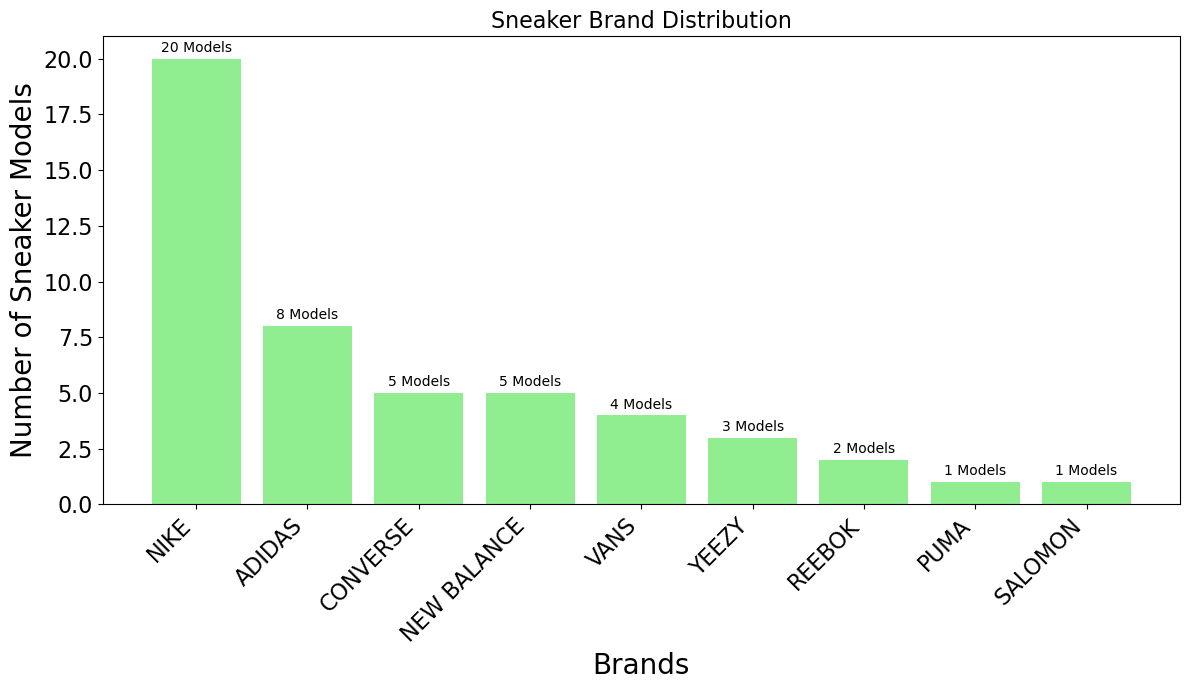 Sneaker Brand Distribution
Number of Sneaker Models
20.0
17.5
15.0
12.5
10.0
7.5
5.0
2.5
0.0
20 Models
8 Models
5 Models
5 Models
4 Models
3 Models
2 Models
1 Models
1 Models
NIKE
ADIDAS
CONVERSE
NEW BALANCE
VANS
YEEZY
REEBOK
PUMA
SALOMON
Brands